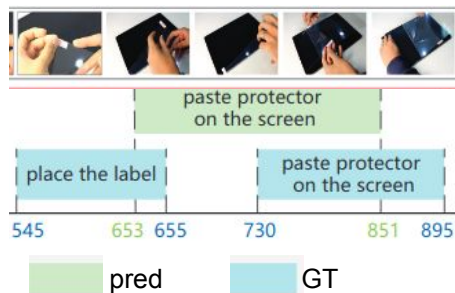 paste protector
on the screen
place the label
paste protector
on the screen
545 653 655 730 851 895
pred GT